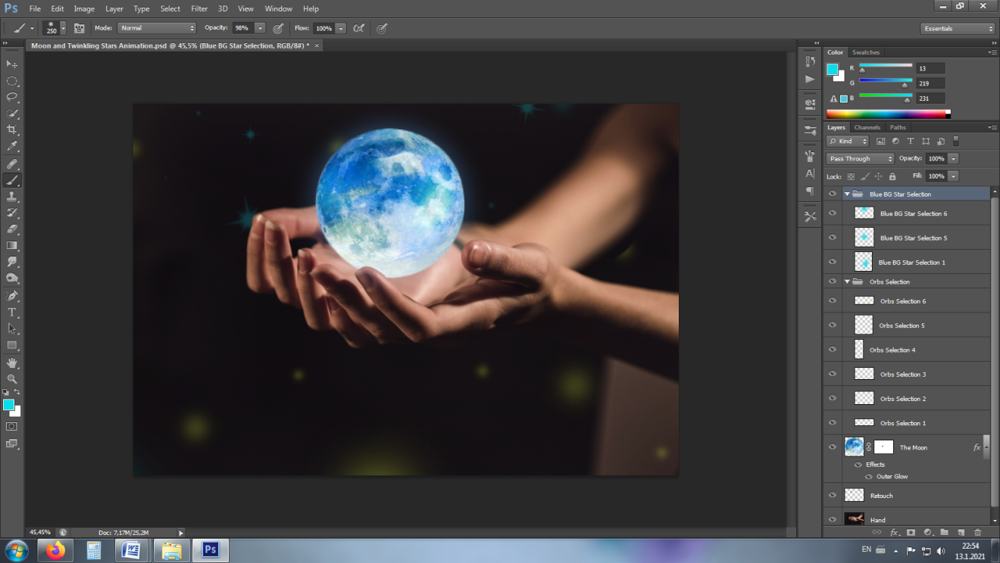 Ps File Edit Image Layer Type Select Filter 3D View Window Help
250 Mode: Normal Opacity: 98% Flow: 100% Essentials
Moon and Twinkling Stars Animation.psd @ 45,5% (Blue BG Star Selection, RGB/8#) * ×
Color Swatches
R 13
G 219
B 231
Layers Channels Paths
Kind
Pass Through Opacity: 100%
Lock: Fill: 100%
Blue BG Star Selection
Blue BG Star Selection 6
Blue BG Star Selection 5
Blue BG Star Selection 1
Orbs Selection
Orbs Selection 6
Orbs Selection 5
Orbs Selection 4
Orbs Selection 3
Orbs Selection 2
Orbs Selection 1
The Moon fx
Effects
Outer Glow
Retouch
Hand
45,45% Doc: 7,17M/25,2M fx
Ps EN 22:54
13.1.2021